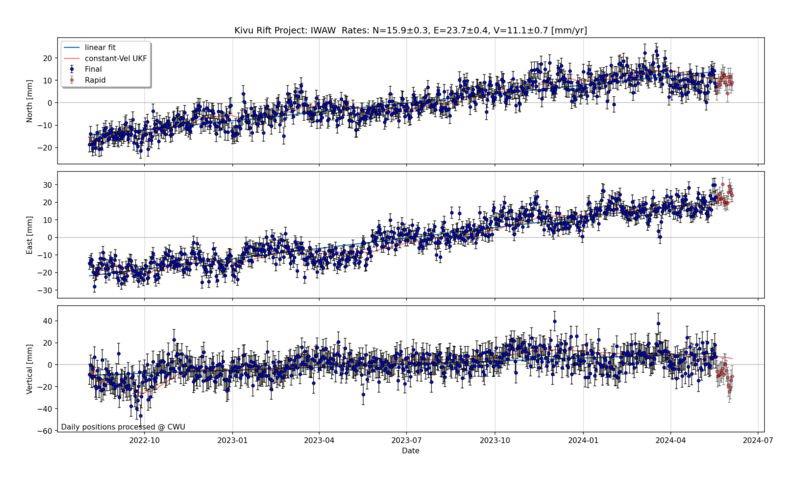 Kivu Rift Project: IWAW Rates: N=15.9±0.3, E=23.7±0.4, V=11.1±0.7 [mm/yr]
linear fit
constant-Vel UKF
Final
Rapid
North [mm]
20
10
0
−10
−20
East [mm]
30
20
10
0
−10
−20
−30
Vertical [mm]
40
20
0
−20
−40
−60
Daily positions processed @ CWU
2022-10
2023-01
2023-04
2023-07
2023-10
2024-01
2024-04
2024-07
Date